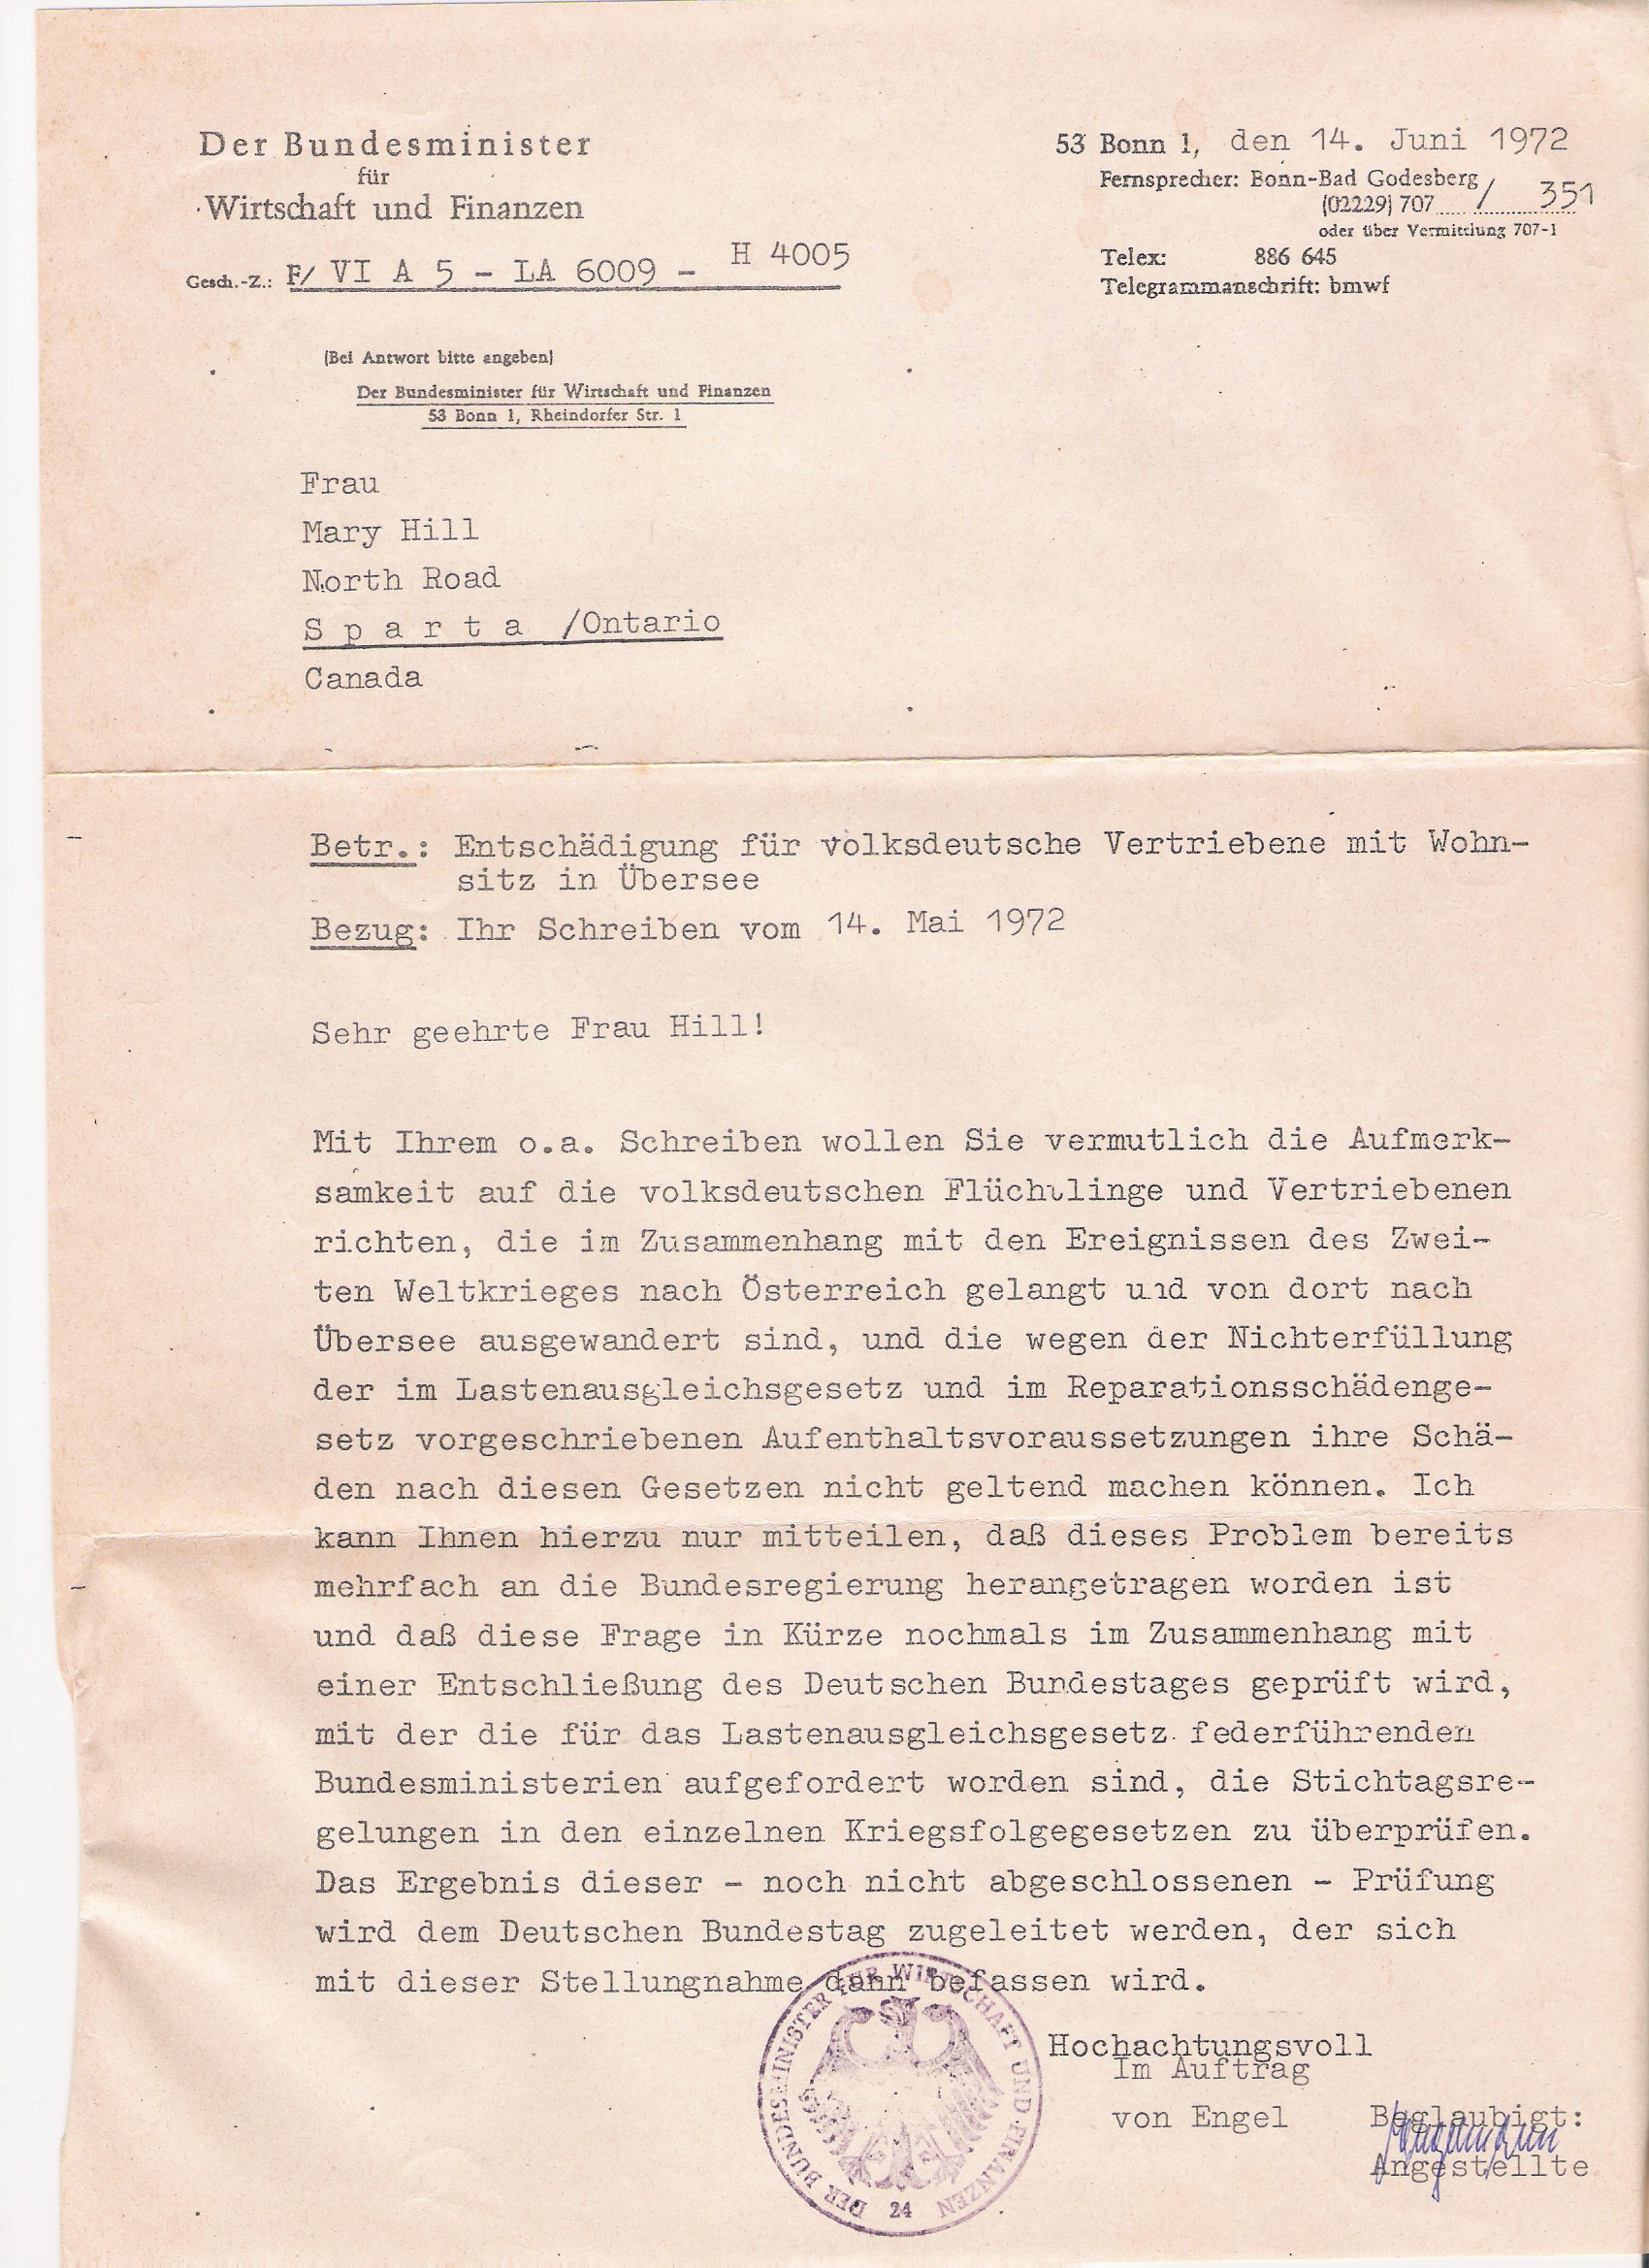 Der Bundesminister
für
Wirtschaft und Finanzen
Gesch.-Z.: F/ VI A 5 - LA 6009 - H 4005
(Bei Antwort bitte angeben)
53 Bonn 1, den 14. Juni 1972
Fernsprecher: Bonn-Bad Godesberg
(02229) 707 / 351
oder über Vermittlung 707-1
Telex: 886 645
Telegrammanschrift: bmwf
Der Bundesminister für Wirtschaft und Finanzen
53 Bonn 1, Rheindorfer Str. 1
Frau
Mary Hill
North Road
S p a r t a /Ontario
Canada
Betr.: Entschädigung für volksdeutsche Vertriebene mit Wohn-
sitz in Übersee
Bezug: Ihr Schreiben vom 14. Mai 1972
Sehr geehrte Frau Hill!
Mit Ihrem o.a. Schreiben wollen Sie vermutlich die Aufmerk-
samkeit auf die volksdeutschen Flüchtlinge und Vertriebenen
richten, die im Zusammenhang mit den Ereignissen des Zwei-
ten Weltkrieges nach Österreich gelangt und von dort nach
Übersee ausgewandert sind, und die wegen der Nichterfüllung
der im Lastenausgleichsgesetz und im Reparationsschädenge-
setz vorgeschriebenen Aufenthaltsvoraussetzungen ihre Schä-
den nach diesen Gesetzen nicht geltend machen können. Ich
kann Ihnen hierzu nur mitteilen, daß dieses Problem bereits
mehrfach an die Bundesregierung herangetragen worden ist
und daß diese Frage in Kürze nochmals im Zusammenhang mit
einer Entschließung des Deutschen Bundestages geprüft wird,
mit der die für das Lastenausgleichsgesetz federführenden
Bundesministerien aufgefordert worden sind, die Stichtagsre-
gelungen in den einzelnen Kriegsfolgegesetzen zu überprüfen.
Das Ergebnis dieser - noch nicht abgeschlossenen - Prüfung
wird dem Deutschen Bundestag zugeleitet werden, der sich
mit dieser Stellungnahme dann befassen wird.
Hochachtungsvoll
Im Auftrag
von Engel
Beglaubigt:
Angestellte
DER BUNDESMINISTER FÜR WIRTSCHAFT UND FINANZEN
24